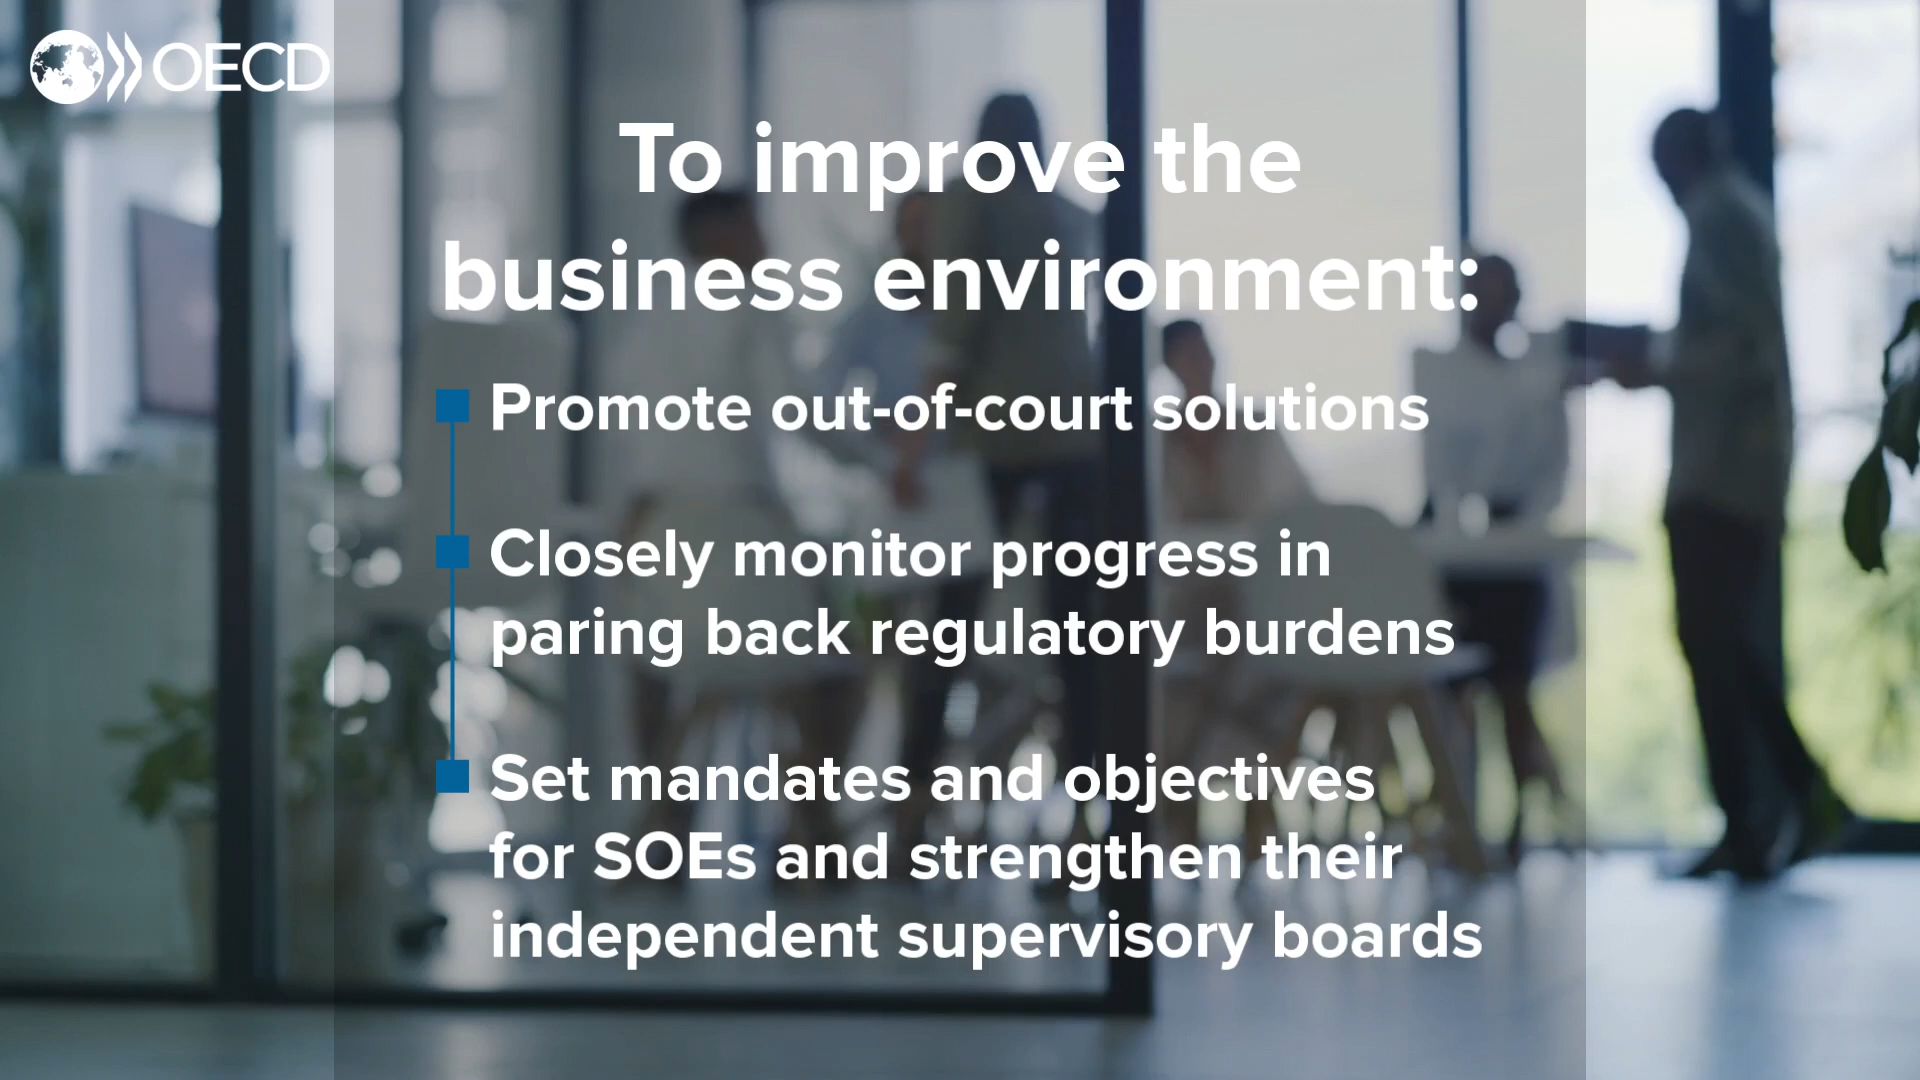 OECD
To improve the
business environment:
Promote out-of-court solutions
Closely monitor progress in
paring back regulatory burdens
Set mandates and objectives
for SOEs and strengthen their
independent supervisory boards